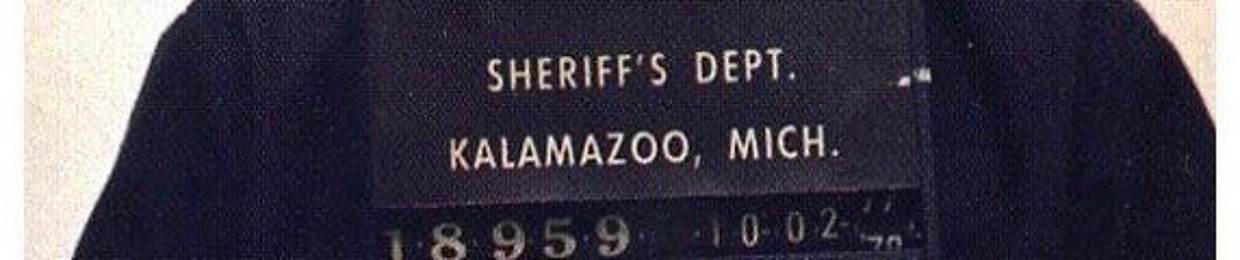 SHERIFF'S DEPT.
KALAMAZOO, MICH.
18959 10-02-